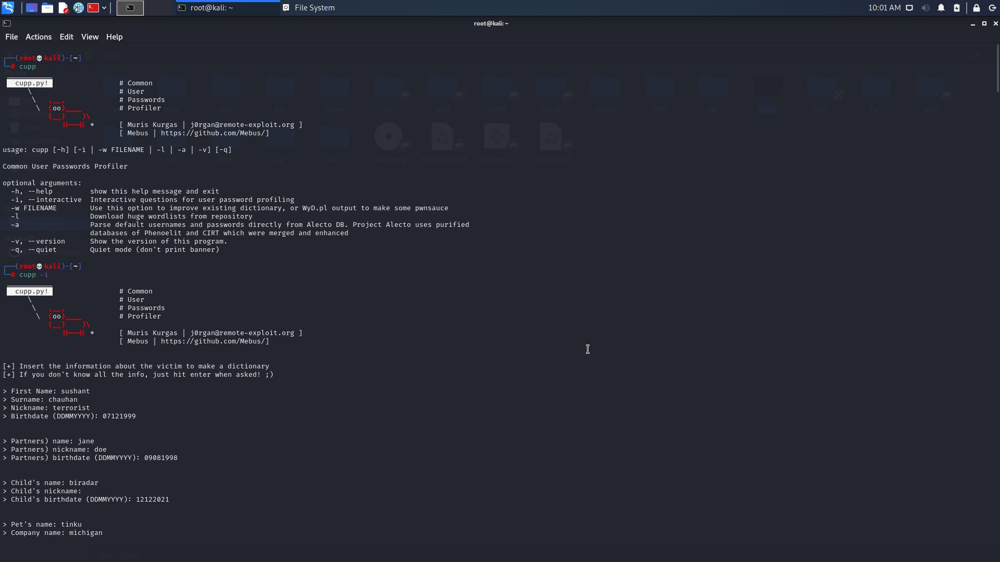 root@kali: ~
File System
10:01 AM
root@kali: ~
File Actions Edit View Help
┌──(root💀kali)-[~]
└─# cupp
cupp.py! # Common
\ # User
\ ,__, # Passwords
\ (oo)____ # Profiler
(__) )\
||--|| * [ Muris Kurgas | j0rgan@remote-exploit.org ]
[ Mebus | https://github.com/Mebus/]
usage: cupp [-h] [-i | -w FILENAME | -l | -a | -v] [-q]
Common User Passwords Profiler
optional arguments:
-h, --help show this help message and exit
-i, --interactive Interactive questions for user password profiling
-w FILENAME Use this option to improve existing dictionary, or WyD.pl output to make some pwnsauce
-l Download huge wordlists from repository
-a Parse default usernames and passwords directly from Alecto DB. Project Alecto uses purified
databases of Phenoelit and CIRT which were merged and enhanced
-v, --version Show the version of this program.
-q, --quiet Quiet mode (don't print banner)
┌──(root💀kali)-[~]
└─# cupp -i
cupp.py! # Common
\ # User
\ ,__, # Passwords
\ (oo)____ # Profiler
(__) )\
||--|| * [ Muris Kurgas | j0rgan@remote-exploit.org ]
[ Mebus | https://github.com/Mebus/]
[+] Insert the information about the victim to make a dictionary
[+] If you don't know all the info, just hit enter when asked! ;)
> First Name: sushant
> Surname: chauhan
> Nickname: terrorist
> Birthdate (DDMMYYYY): 07121999
> Partners) name: jane
> Partners) nickname: doe
> Partners) birthdate (DDMMYYYY): 09081998
> Child's name: biradar
> Child's nickname:
> Child's birthdate (DDMMYYYY): 12122021
> Pet's name: tinku
> Company name: michigan